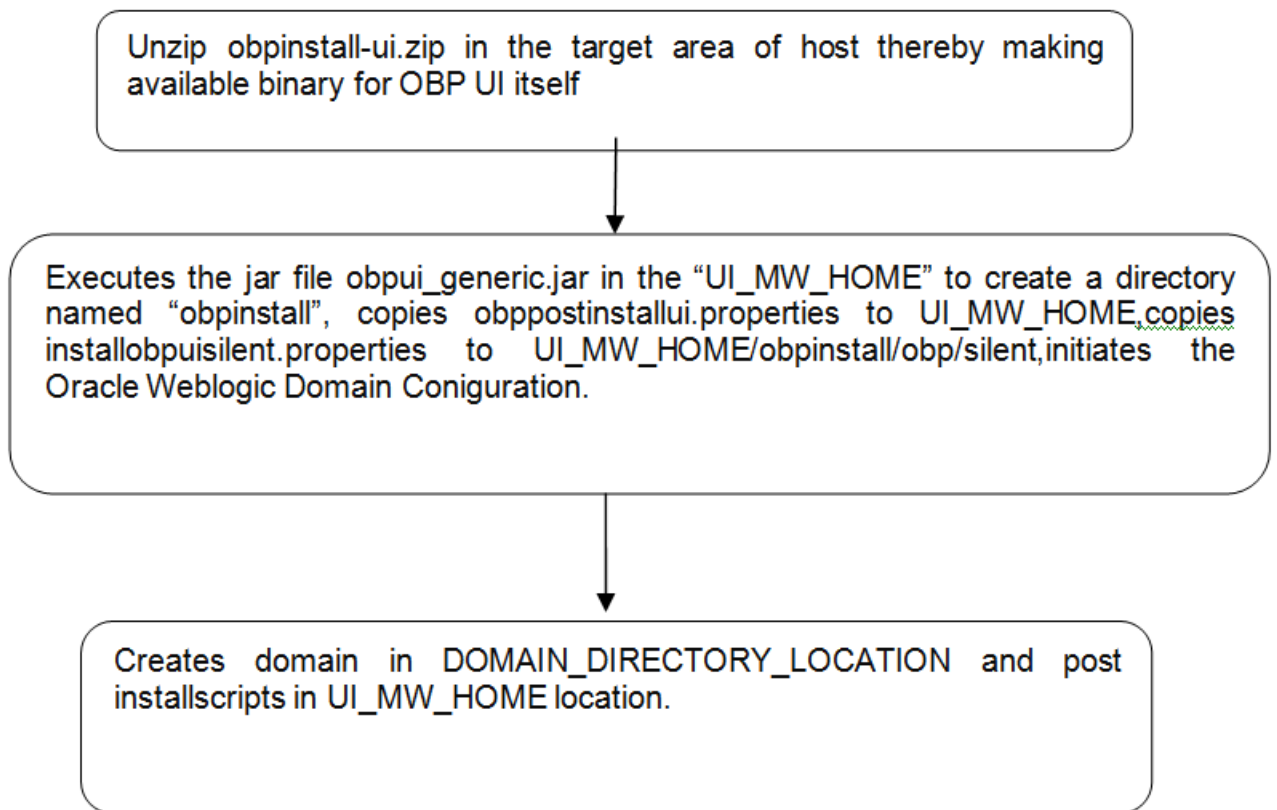 Unzip obpinstall-ui.zip in the target area of host thereby making
available binary for OBP UI itself
Executes the jar file obpui_generic.jar in the “UI_MW_HOME” to create a directory
named “obpinstall”, copies obppostinstallui.properties to UI_MW_HOME,copies
installobpuisilent.properties to UI_MW_HOME/obpinstall/obp/silent,initiates the
Oracle Weblogic Domain Coniguration.
Creates domain in DOMAIN_DIRECTORY_LOCATION and post
installscripts in UI_MW_HOME location.